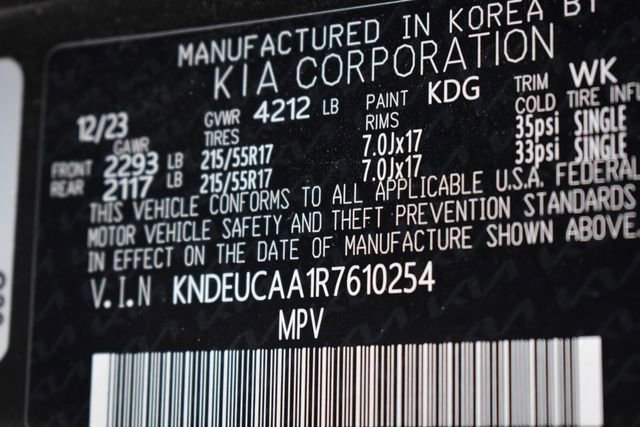 MANUFACTURED IN KOREA BY
KIA CORPORATION
12/23 GVWR 4212 LB PAINT KDG TRIM WK
GAWR TIRES RIMS COLD TIRE INFL
FRONT 2293 LB 215/55R17 7.0Jx17 35psi SINGLE
REAR 2117 LB 215/55R17 7.0Jx17 33psi SINGLE
THIS VEHICLE CONFORMS TO ALL APPLICABLE U.S.A. FEDERAL
MOTOR VEHICLE SAFETY AND THEFT PREVENTION STANDARDS
IN EFFECT ON THE DATE OF MANUFACTURE SHOWN ABOVE.
V.I.N KNDEUCAA1R7610254
MPV